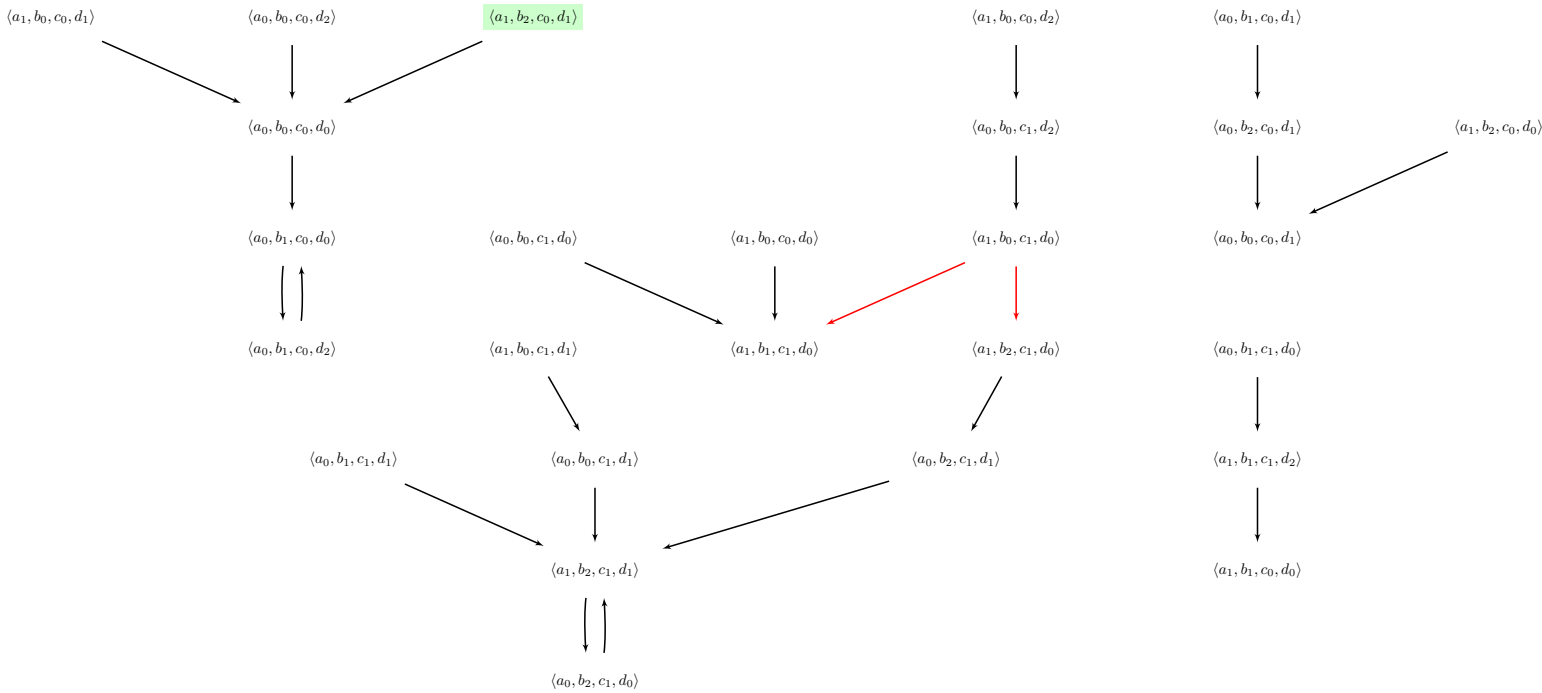 ⟨a₁, b₀, c₀, d₁⟩ ⟨a₀, b₀, c₀, d₂⟩ ⟨a₁, b₂, c₀, d₁⟩ ⟨a₁, b₀, c₀, d₂⟩ ⟨a₀, b₁, c₀, d₁⟩
⟨a₀, b₀, c₀, d₀⟩ ⟨a₀, b₀, c₁, d₂⟩ ⟨a₀, b₂, c₀, d₁⟩ ⟨a₁, b₂, c₀, d₀⟩
⟨a₀, b₁, c₀, d₀⟩ ⟨a₀, b₀, c₁, d₀⟩ ⟨a₁, b₀, c₀, d₀⟩ ⟨a₁, b₀, c₁, d₀⟩ ⟨a₀, b₀, c₀, d₁⟩
⟨a₀, b₁, c₀, d₂⟩ ⟨a₁, b₀, c₁, d₁⟩ ⟨a₁, b₁, c₁, d₀⟩ ⟨a₁, b₂, c₁, d₀⟩ ⟨a₀, b₁, c₁, d₀⟩
⟨a₀, b₁, c₁, d₁⟩ ⟨a₀, b₀, c₁, d₁⟩ ⟨a₀, b₂, c₁, d₁⟩ ⟨a₁, b₁, c₁, d₂⟩
⟨a₁, b₂, c₁, d₁⟩ ⟨a₁, b₁, c₀, d₀⟩
⟨a₀, b₂, c₁, d₀⟩